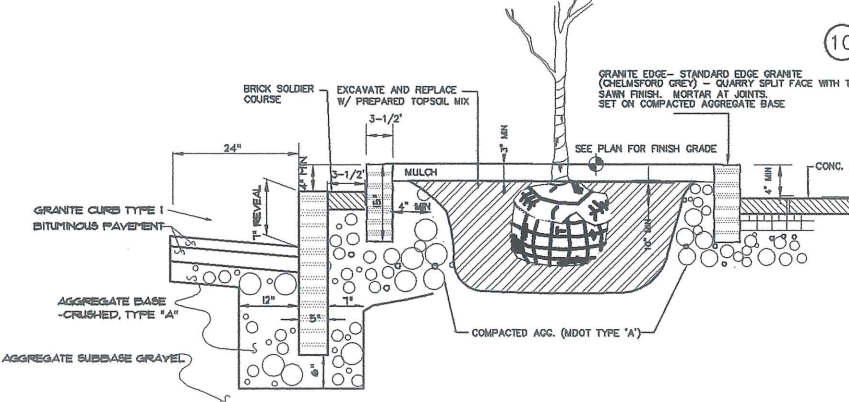 10
GRANITE EDGE- STANDARD EDGE GRANITE
(CHELMSFORD GREY) - QUARRY SPLIT FACE WITH T
SAWN FINISH. MORTAR AT JOINTS.
SET ON COMPACTED AGGREGATE BASE
BRICK SOLDIER
COURSE
EXCAVATE AND REPLACE
W/ PREPARED TOPSOIL MIX
3-1/2'
24"
4" MIN
3-1/2'
3" MIN
SEE PLAN FOR FINISH GRADE
MULCH
4" MIN
CONC.
7" REVEAL
18"
4" MIN
10" MIN
GRANITE CURB TYPE 1
BITUMINOUS PAVEMENT
AGGREGATE BASE
-CRUSHED, TYPE "A"
12"
7"
5"
6"
COMPACTED AGG. (MDOT TYPE 'A')
AGGREGATE SUBBASE GRAVEL